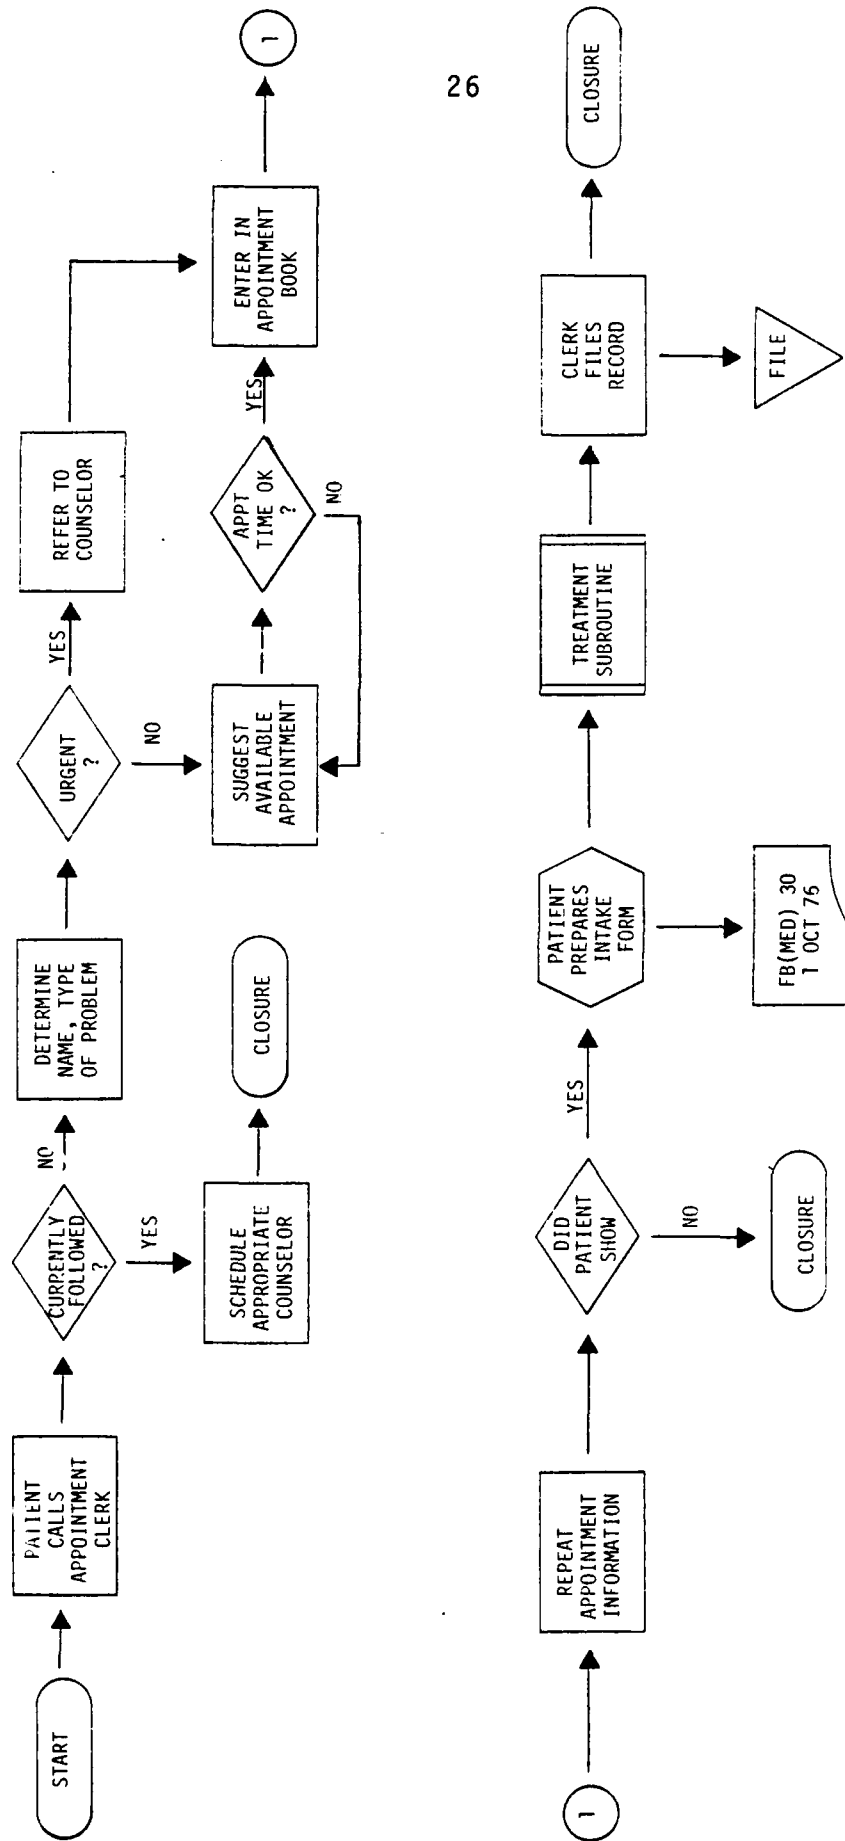 26
START
PATIENT
CALLS
APPOINTMENT
CLERK
CURRENTLY
FOLLOWED
?
NO
YES
DETERMINE
NAME, TYPE
OF PROBLEM
SCHEDULE
APPROPRIATE
COUNSELOR
CLOSURE
URGENT
?
YES
NO
REFER TO
COUNSELOR
SUGGEST
AVAILABLE
APPOINTMENT
APPT
TIME OK
?
YES
NO
ENTER IN
APPOINTMENT
BOOK
1
1
REPEAT
APPOINTMENT
INFORMATION
DID
PATIENT
SHOW
YES
NO
CLOSURE
PATIENT
PREPARES
INTAKE
FORM
FB(MED) 30
1 OCT 76
TREATMENT
SUBROUTINE
CLERK
FILES
RECORD
FILE
CLOSURE